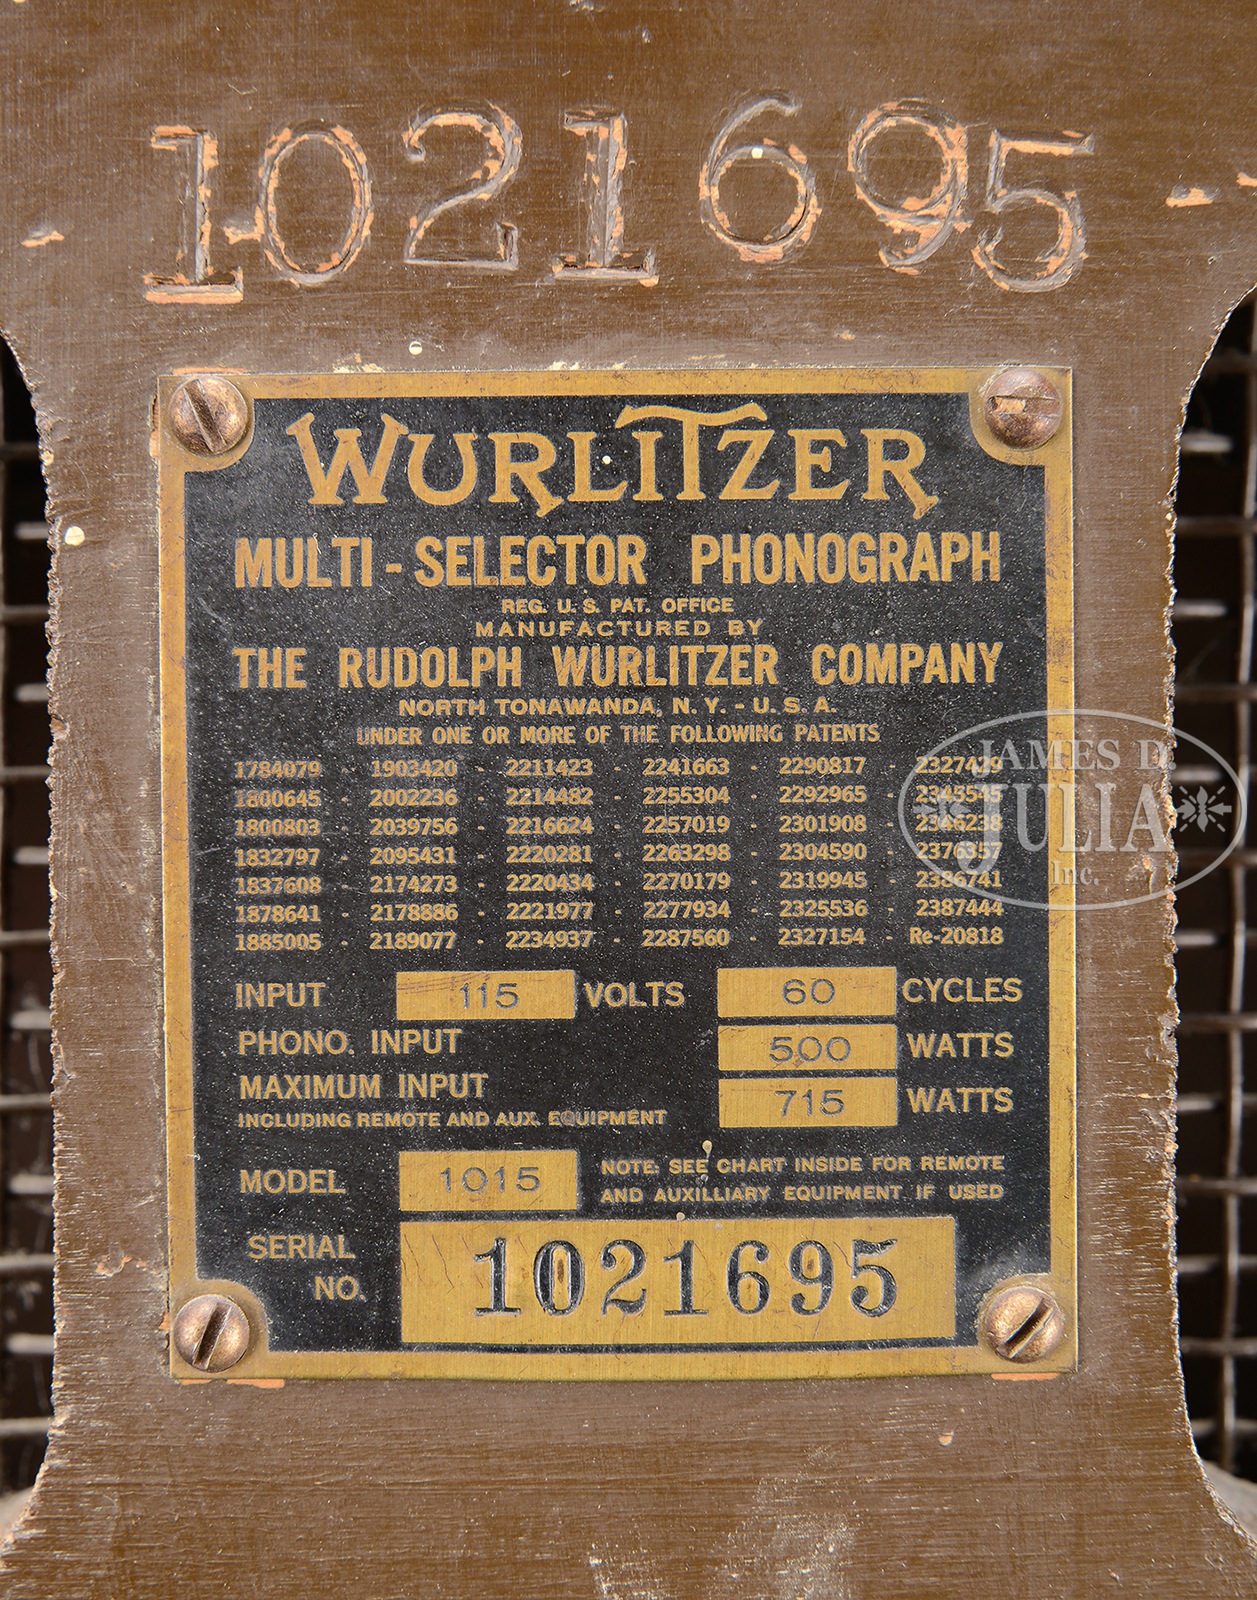 1021695
WURLITZER
MULTI-SELECTOR PHONOGRAPH
REG. U. S. PAT. OFFICE
MANUFACTURED BY
THE RUDOLPH WURLITZER COMPANY
NORTH TONAWANDA, N. Y. - U. S. A.
UNDER ONE OR MORE OF THE FOLLOWING PATENTS
1784079 - 1903420 - 2211423 - 2241663 - 2290817 - 2327429
1800645 - 2002236 - 2214482 - 2255304 - 2292965 - 2345545
1800803 - 2039756 - 2216624 - 2257019 - 2301908 - 2346238
1832797 - 2095431 - 2220281 - 2263298 - 2304590 - 2376357
1837608 - 2174273 - 2220434 - 2270179 - 2319945 - 2386741
1878641 - 2178886 - 2221977 - 2277934 - 2325536 - 2387444
1885005 - 2189077 - 2234937 - 2287560 - 2327154 - Re-20818
JAMES D.
JULIA
Inc.
INPUT 115 VOLTS 60 CYCLES
PHONO. INPUT 500 WATTS
MAXIMUM INPUT 715 WATTS
INCLUDING REMOTE AND AUX. EQUIPMENT
MODEL 1015 NOTE: SEE CHART INSIDE FOR REMOTE
AND AUXILLIARY EQUIPMENT IF USED
SERIAL
NO. 1021695